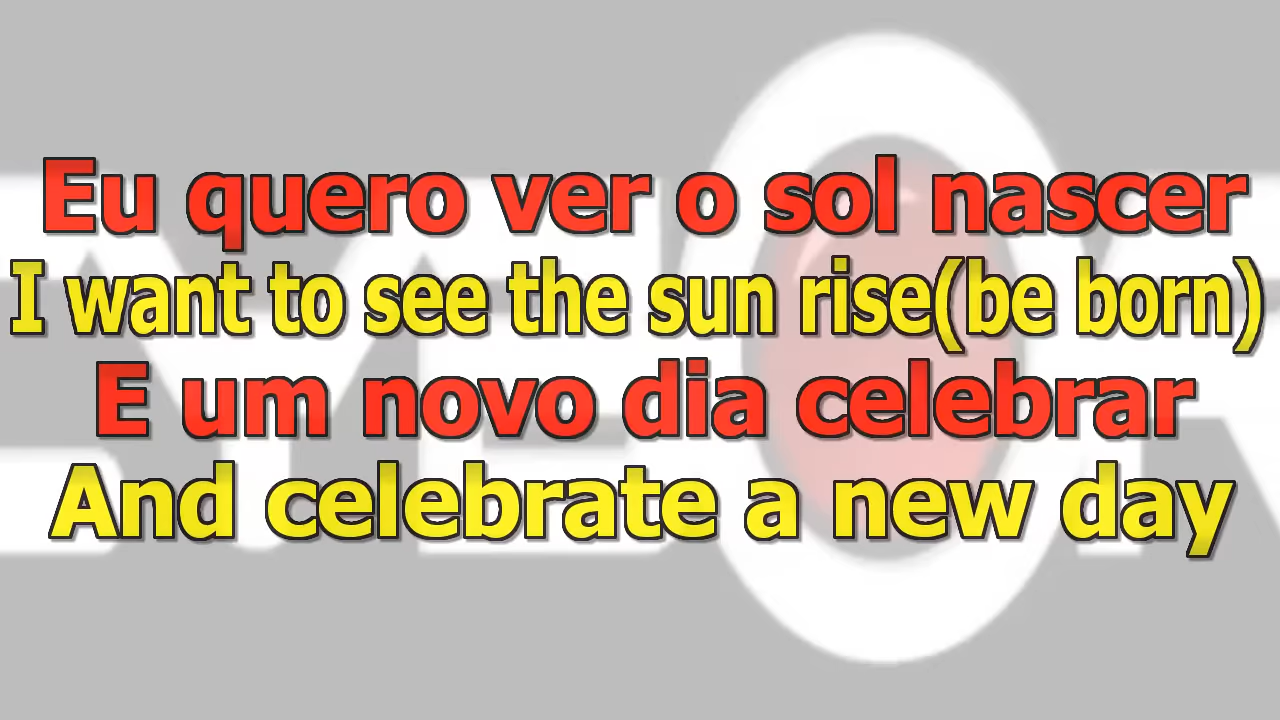 Eu quero ver o sol nascer
I want to see the sun rise(be born)
E um novo dia celebrar
And celebrate a new day